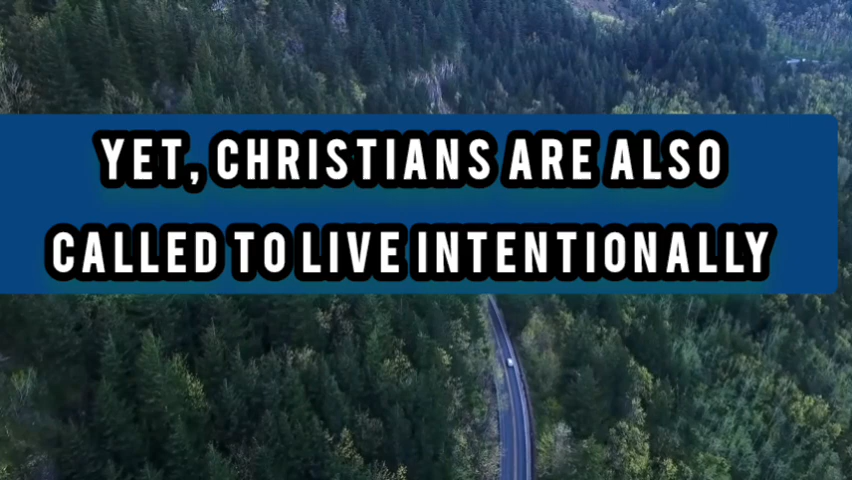 YET, CHRISTIANS ARE ALSO
CALLED TO LIVE INTENTIONALLY